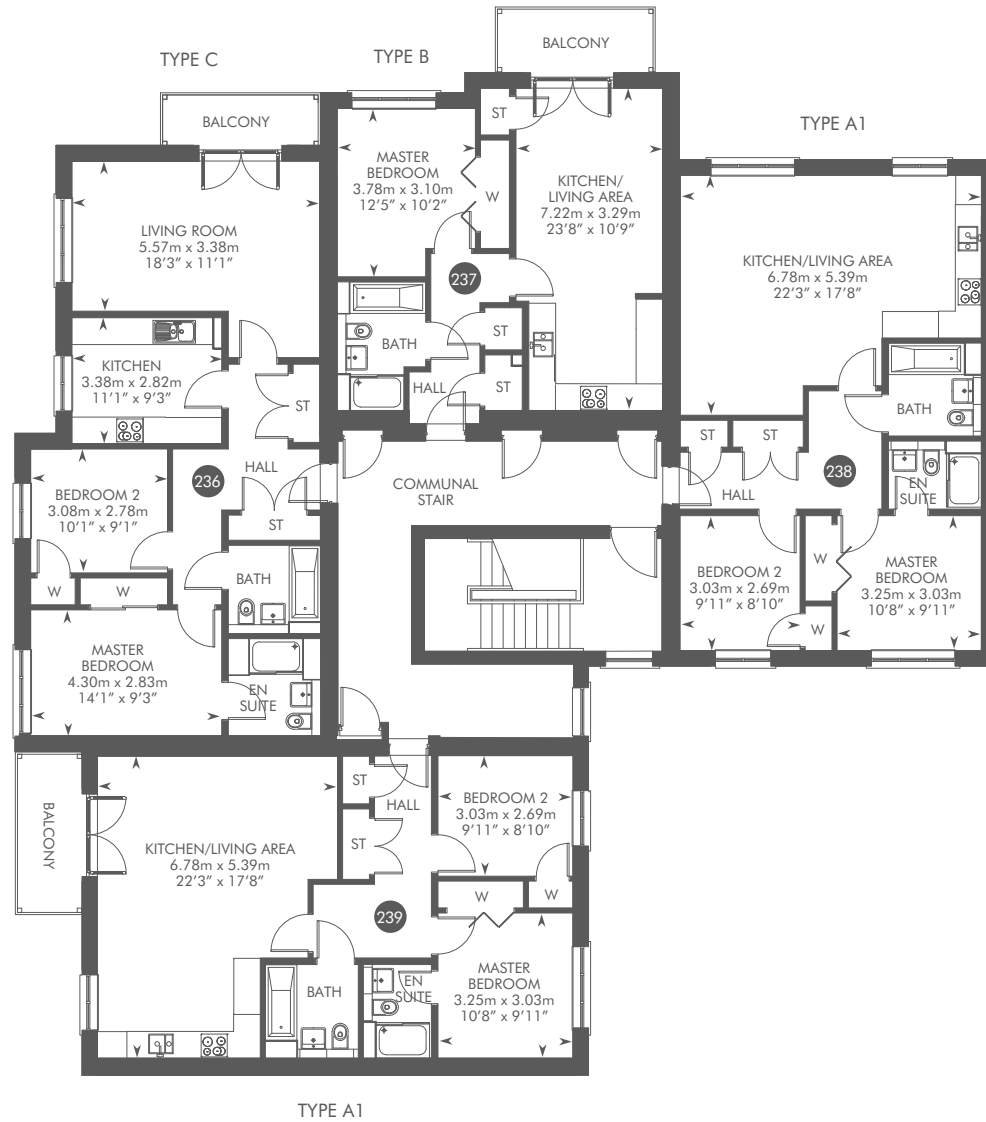 TYPE C
TYPE B
BALCONY
BALCONY
TYPE A1
ST
MASTER
BEDROOM
3.78m x 3.10m
12'5" x 10'2"
W
KITCHEN/
LIVING AREA
7.22m x 3.29m
23'8" x 10'9"
LIVING ROOM
5.57m x 3.38m
18'3" x 11'1"
KITCHEN/LIVING AREA
6.78m x 5.39m
22'3" x 17'8"
237
BATH
ST
HALL
ST
KITCHEN
3.38m x 2.82m
11'1" x 9'3"
ST
BATH
ST
ST
238
HALL
EN
SUITE
236
HALL
COMMUNAL
STAIR
BEDROOM 2
3.08m x 2.78m
10'1" x 9'1"
ST
W
W
BATH
BEDROOM 2
3.03m x 2.69m
9'11" x 8'10"
W
W
MASTER
BEDROOM
3.25m x 3.03m
10'8" x 9'11"
MASTER
BEDROOM
4.30m x 2.83m
14'1" x 9'3"
EN
SUITE
BALCONY
ST
HALL
ST
BEDROOM 2
3.03m x 2.69m
9'11" x 8'10"
KITCHEN/LIVING AREA
6.78m x 5.39m
22'3" x 17'8"
W
W
239
BATH
EN
SUITE
MASTER
BEDROOM
3.25m x 3.03m
10'8" x 9'11"
TYPE A1